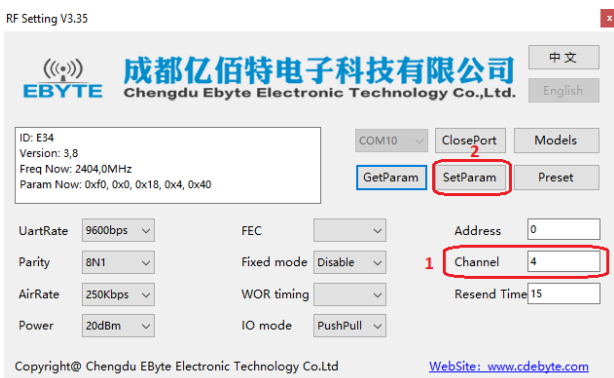 RF Setting V3.35
x
((·))
EBYTE
成都亿佰特电子科技有限公司
Chengdu Ebyte Electronic Technology Co.,Ltd.
中文
English
ID: E34
Version: 3,8
Freq Now: 2404,0MHz
Param Now: 0xf0, 0x0, 0x18, 0x4, 0x40
COM10 ClosePort Models
2
GetParam SetParam Preset
UartRate 9600bps FEC Address 0
Parity 8N1 Fixed mode Disable 1 Channel 4
AirRate 250Kbps WOR timing Resend Time 15
Power 20dBm IO mode PushPull
Copyright@ Chengdu EByte Electronic Technology Co.Ltd WebSite: www.cdebyte.com